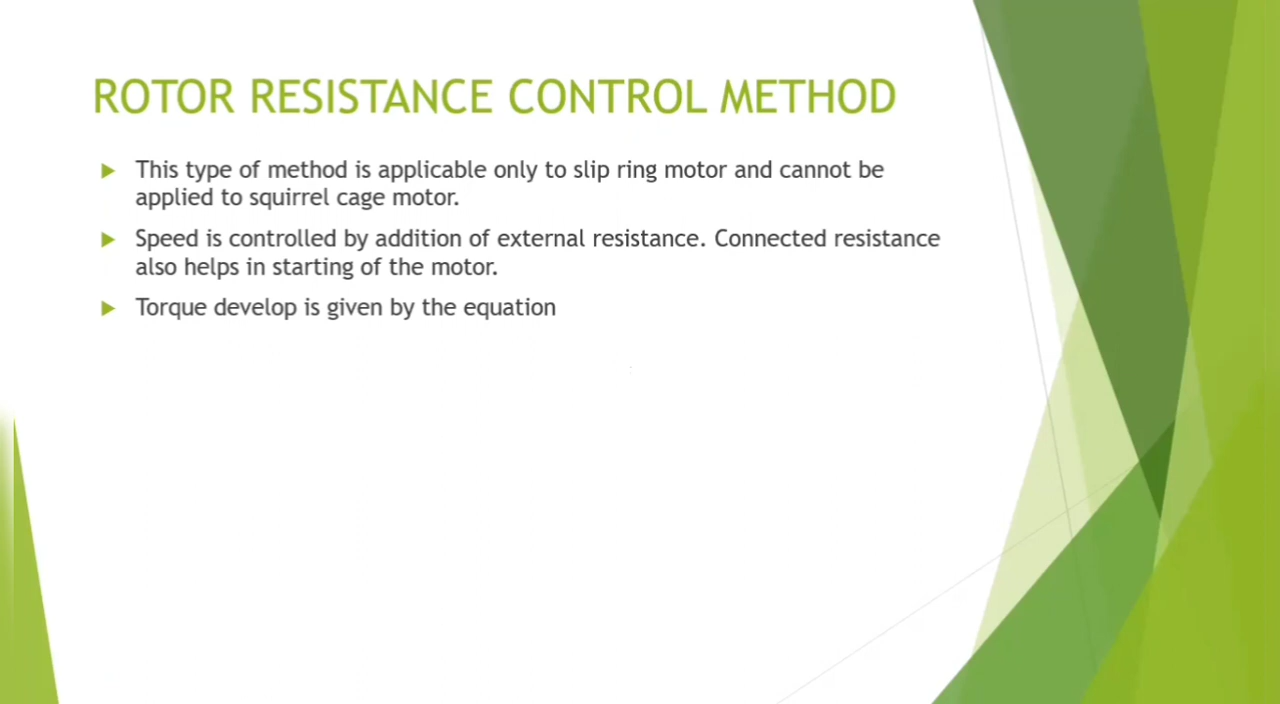 ROTOR RESISTANCE CONTROL METHOD
This type of method is applicable only to slip ring motor and cannot be
applied to squirrel cage motor.
Speed is controlled by addition of external resistance. Connected resistance
also helps in starting of the motor.
Torque develop is given by the equation